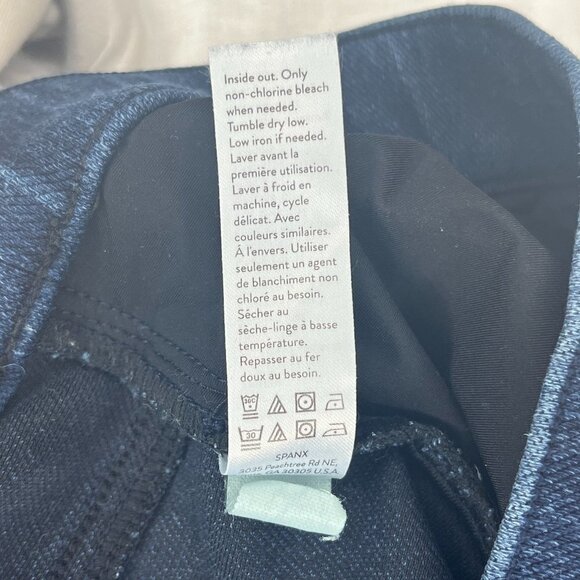 Inside out. Only
non-chlorine bleach
when needed.
Tumble dry low.
Low iron if needed.
Laver avant la
première utilisation.
Laver à froid en
machine, cycle
délicat. Avec
couleurs similaires.
À l'envers. Utiliser
seulement un agent
de blanchiment non
chloré au besoin.
Sécher au
sèche-linge à basse
température.
Repasser au fer
doux au besoin.
30C
30
SPANX
3035 Peachtree Rd NE,
GA 30305 U.S.A.